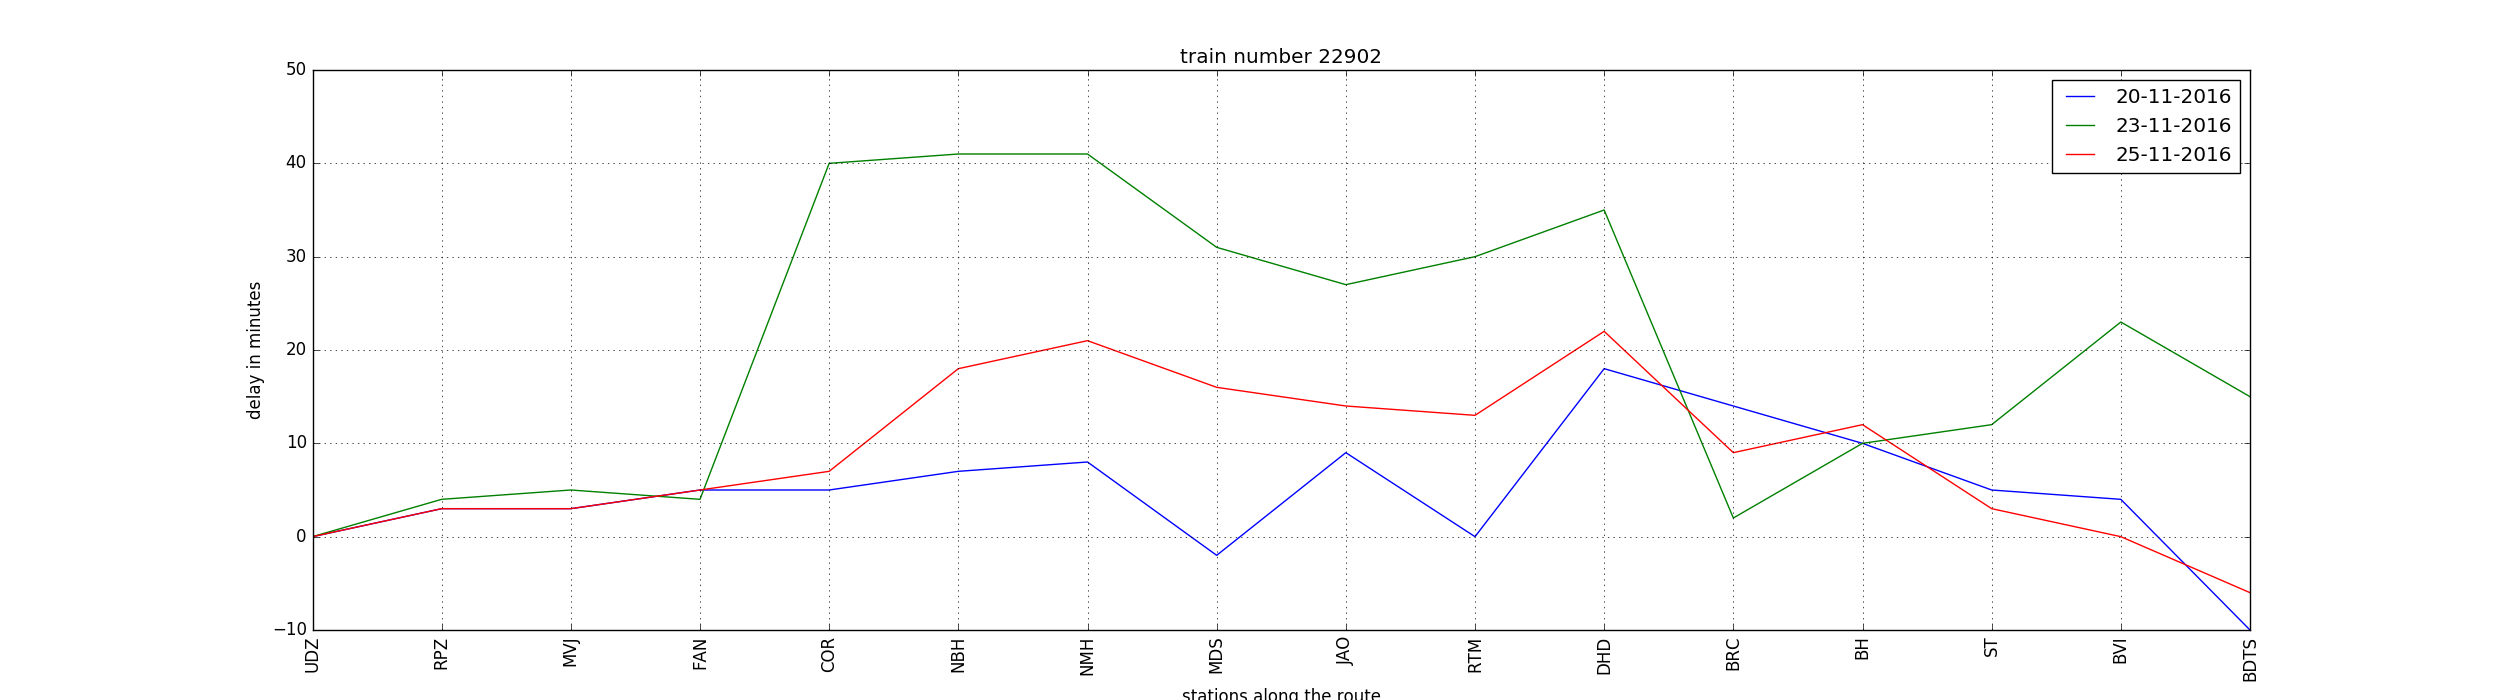 train number 22902
50
40
30
20
10
0
−10
delay in minutes
20-11-2016
23-11-2016
25-11-2016
UDZ
RPZ
MVJ
FAN
COR
NBH
NMH
MDS
JAO
RTM
DHD
BRC
BH
ST
BVI
BDTS
stations along the route